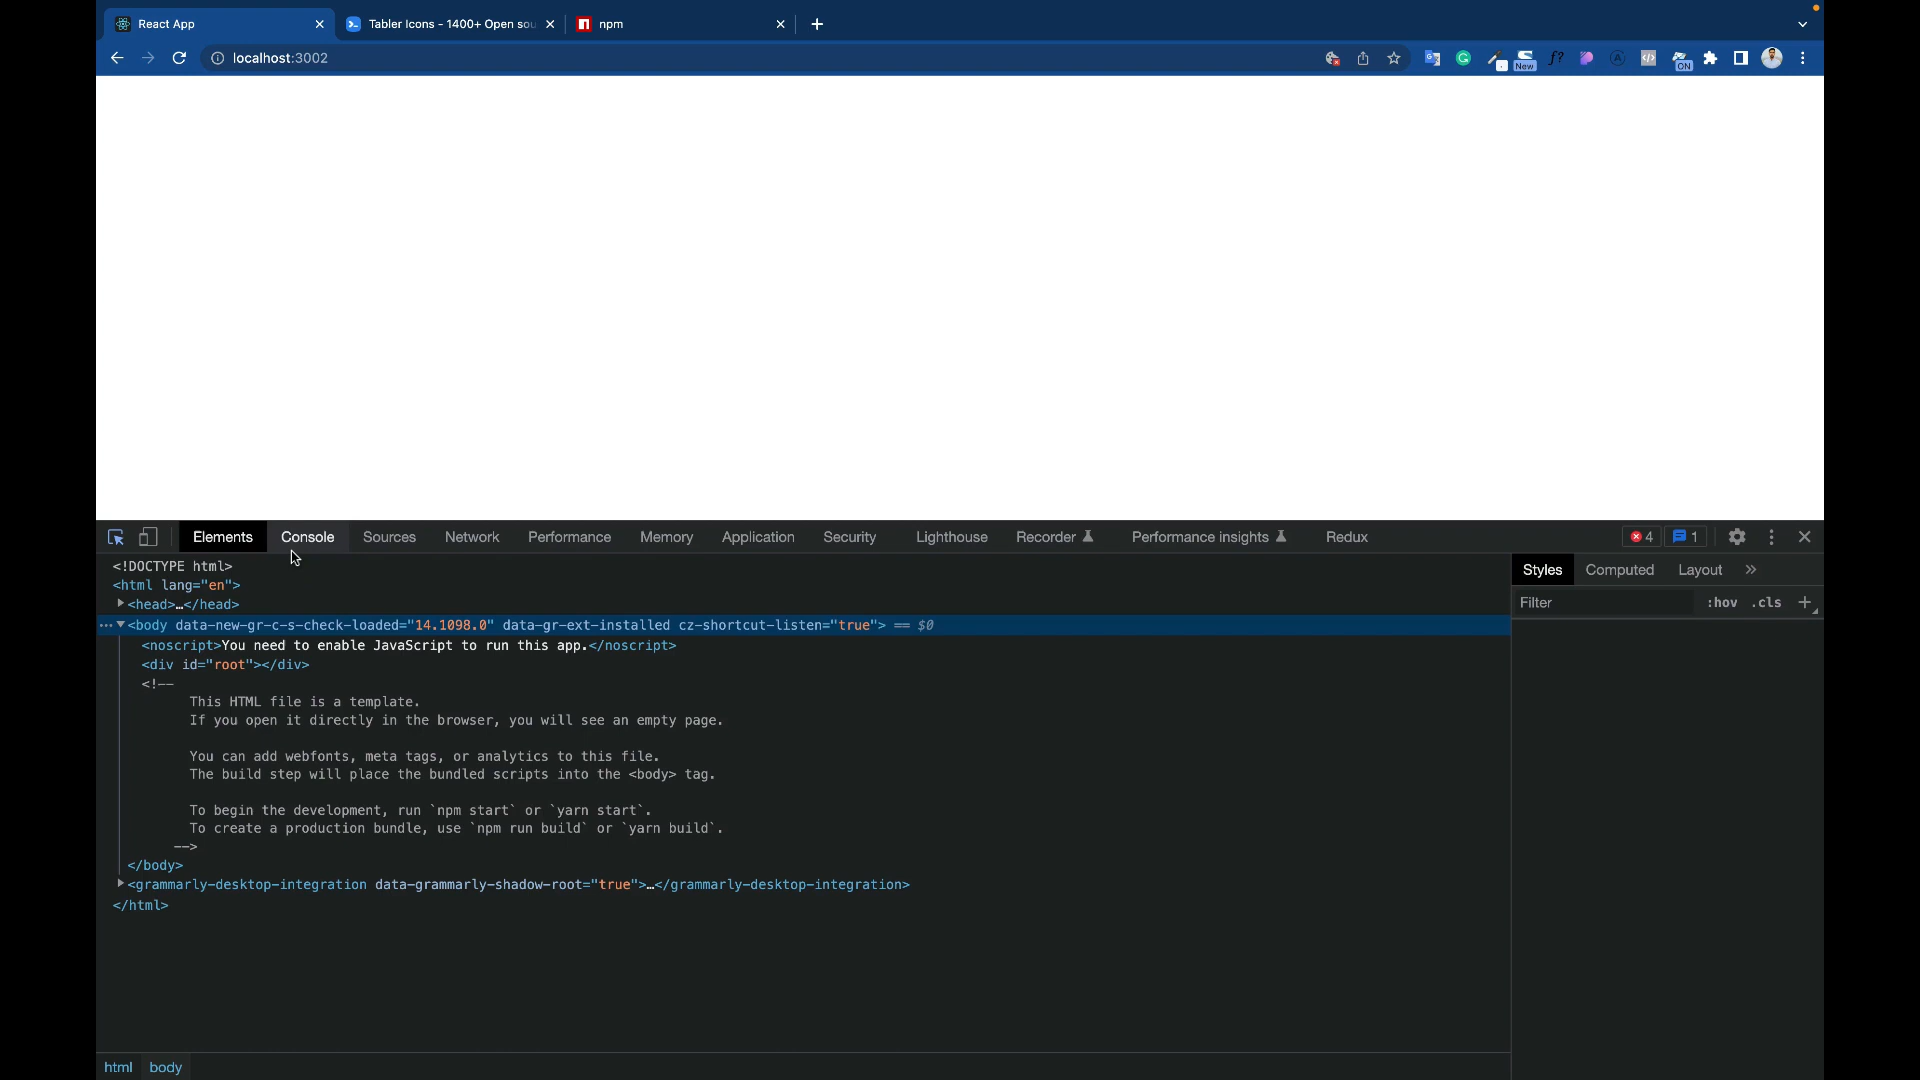 React App
Tabler Icons - 1400+ Open sou
npm
localhost:3002
New
f?
ON
Elements Console Sources Network Performance Memory Application Security Lighthouse Recorder Performance insights Redux 4 1
<!DOCTYPE html>
<html lang="en">
<head>…</head>
<body data-new-gr-c-s-check-loaded="14.1098.0" data-gr-ext-installed cz-shortcut-listen="true"> == $0
<noscript>You need to enable JavaScript to run this app.</noscript>
<div id="root"></div>
<!--
This HTML file is a template.
If you open it directly in the browser, you will see an empty page.
You can add webfonts, meta tags, or analytics to this file.
The build step will place the bundled scripts into the <body> tag.
To begin the development, run `npm start` or `yarn start`.
To create a production bundle, use `npm run build` or `yarn build`.
-->
</body>
<grammarly-desktop-integration data-grammarly-shadow-root="true">…</grammarly-desktop-integration>
</html>
html body
Styles Computed Layout »
Filter :hov .cls +